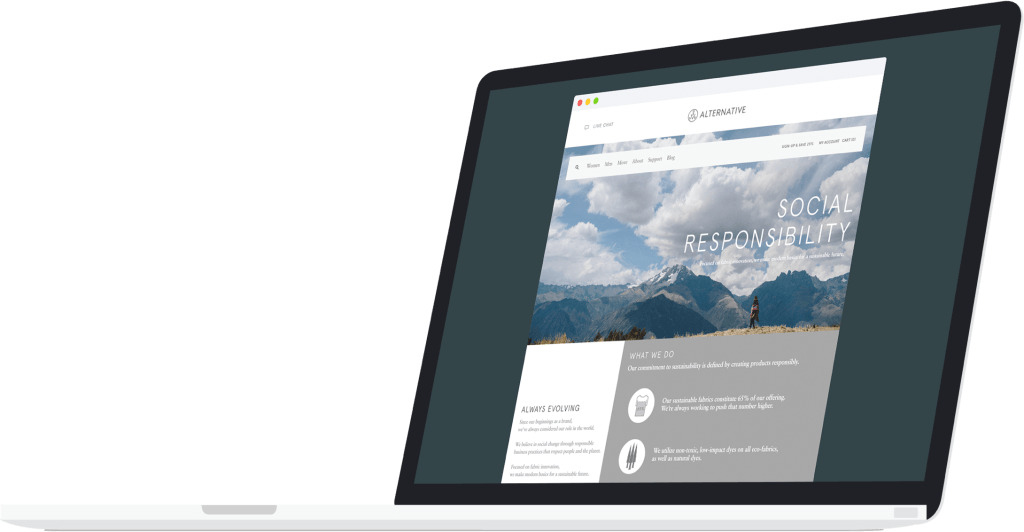 LIVE CHAT
ALTERNATIVE
Women Men More About Support Blog
SIGN UP & SAVE 20% MY ACCOUNT CART (0)
SOCIAL
RESPONSIBILITY
WHAT WE DO
Our commitment to sustainability is defined by creating products responsibly.
Our sustainable fabrics constitute 65% of our offering.
We're always working to push that number higher.
We utilize non-toxic, low-impact dyes on all eco-fabrics,
as well as natural dyes.
ALWAYS EVOLVING
Since our beginnings as a brand,
we've always considered our role in the world.
We believe in social change through responsible
business practices that respect people and the planet.
Focused on fabric innovation,
we make modern basics for a sustainable future.